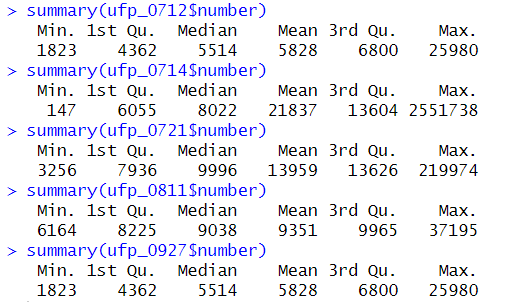 > summary(ufp_0712$number)
Min. 1st Qu. Median Mean 3rd Qu. Max.
1823 4362 5514 5828 6800 25980
> summary(ufp_0714$number)
Min. 1st Qu. Median Mean 3rd Qu. Max.
147 6055 8022 21837 13604 2551738
> summary(ufp_0721$number)
Min. 1st Qu. Median Mean 3rd Qu. Max.
3256 7936 9996 13959 13626 219974
> summary(ufp_0811$number)
Min. 1st Qu. Median Mean 3rd Qu. Max.
6164 8225 9038 9351 9965 37195
> summary(ufp_0927$number)
Min. 1st Qu. Median Mean 3rd Qu. Max.
1823 4362 5514 5828 6800 25980